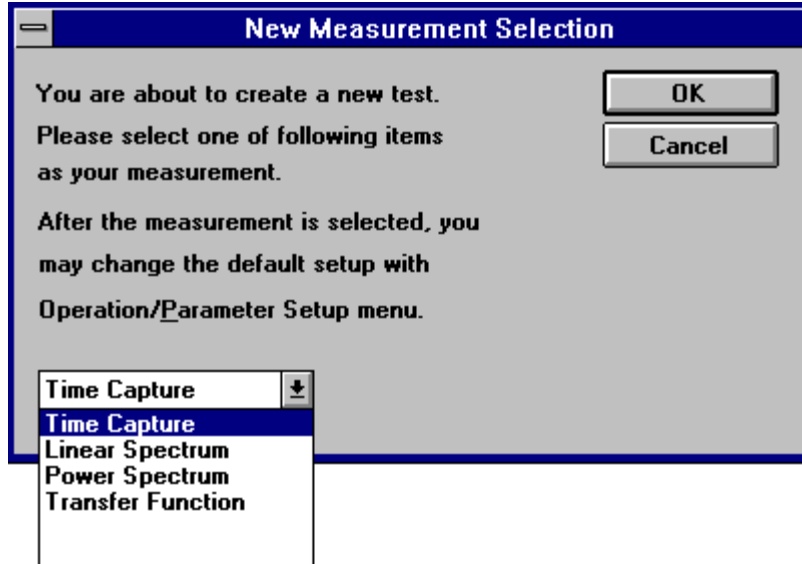 New Measurement Selection
You are about to create a new test.
Please select one of following items
as your measurement.
After the measurement is selected, you
may change the default setup with
Operation/Parameter Setup menu.
OK
Cancel
Time Capture
Time Capture
Linear Spectrum
Power Spectrum
Transfer Function